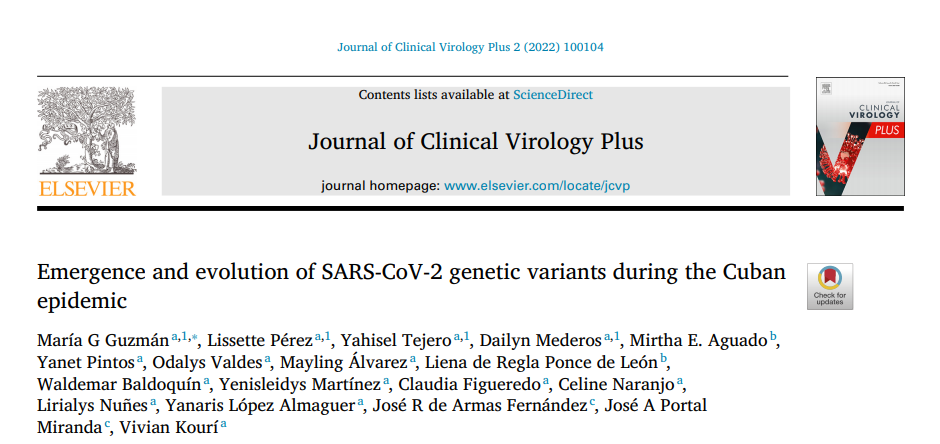 Journal of Clinical Virology Plus 2 (2022) 100104
Contents lists available at ScienceDirect
Journal of Clinical Virology Plus
journal homepage: www.elsevier.com/locate/jcvp
ELSEVIER
CLINICAL
VIROLOGY
PLUS
Emergence and evolution of SARS-CoV-2 genetic variants during the Cuban
epidemic
Check for
updates
María G Guzmán a,1,*, Lissette Pérez a,1, Yahisel Tejero a,1, Dailyn Mederos a,1, Mirtha E. Aguado b,
Yanet Pintos a, Odalys Valdes a, Mayling Álvarez a, Liena de Regla Ponce de León b,
Waldemar Baldoquín a, Yenisleidys Martínez a, Claudia Figueredo a, Celine Naranjo a,
Lirialys Nuñes a, Yanaris López Almaguer a, José R de Armas Fernández c, José A Portal
Miranda c, Vivian Kourí a